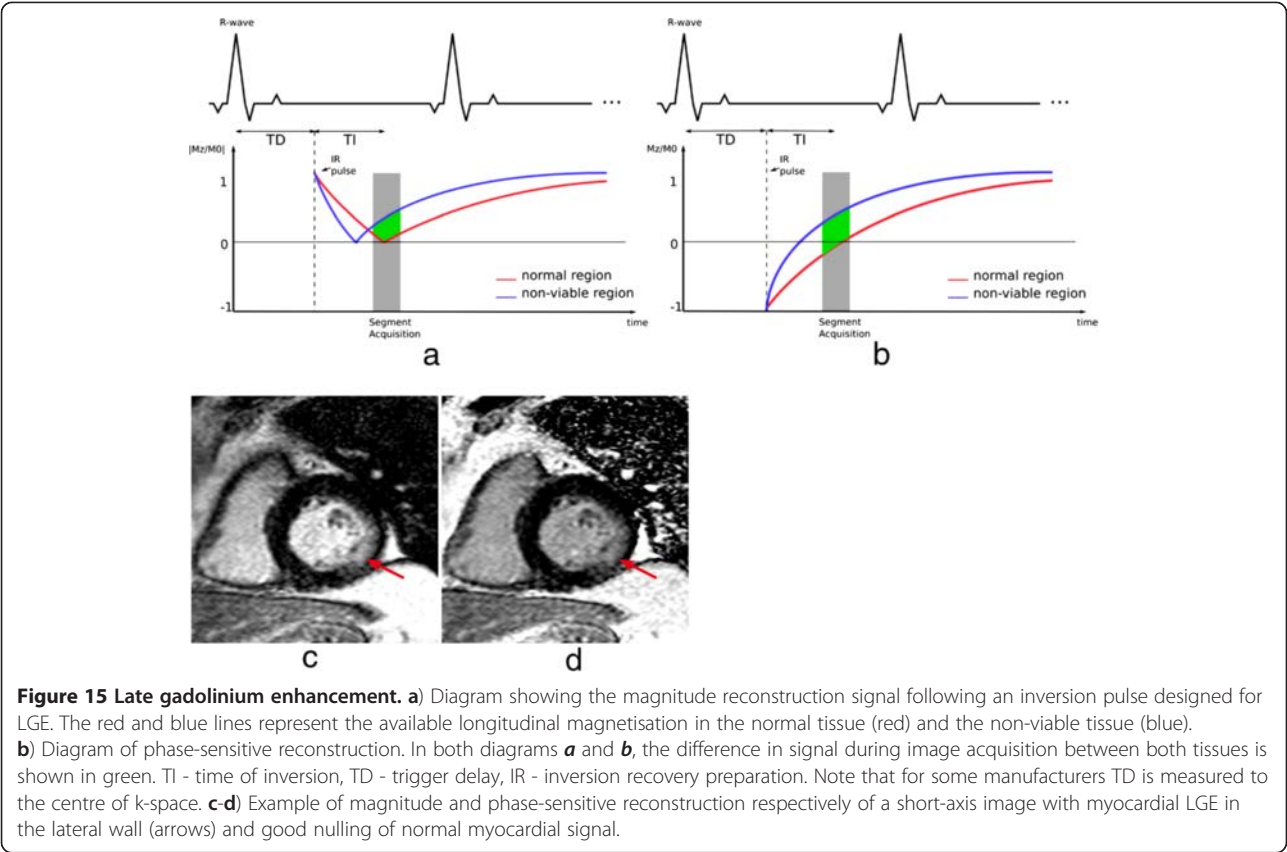 R-wave
R-wave
...
...
TD
TI
TD
TI
|Mz/M0|
IR
pulse
Mz/M0
IR
pulse
1
0
-1
normal region
non-viable region
Segment
Acquisition
time
1
0
-1
normal region
non-viable region
Segment
Acquisition
time
a
b
c
d
Figure 15 Late gadolinium enhancement. a) Diagram showing the magnitude reconstruction signal following an inversion pulse designed for
LGE. The red and blue lines represent the available longitudinal magnetisation in the normal tissue (red) and the non-viable tissue (blue).
b) Diagram of phase-sensitive reconstruction. In both diagrams a and b, the difference in signal during image acquisition between both tissues is
shown in green. TI - time of inversion, TD - trigger delay, IR - inversion recovery preparation. Note that for some manufacturers TD is measured to
the centre of k-space. c-d) Example of magnitude and phase-sensitive reconstruction respectively of a short-axis image with myocardial LGE in
the lateral wall (arrows) and good nulling of normal myocardial signal.